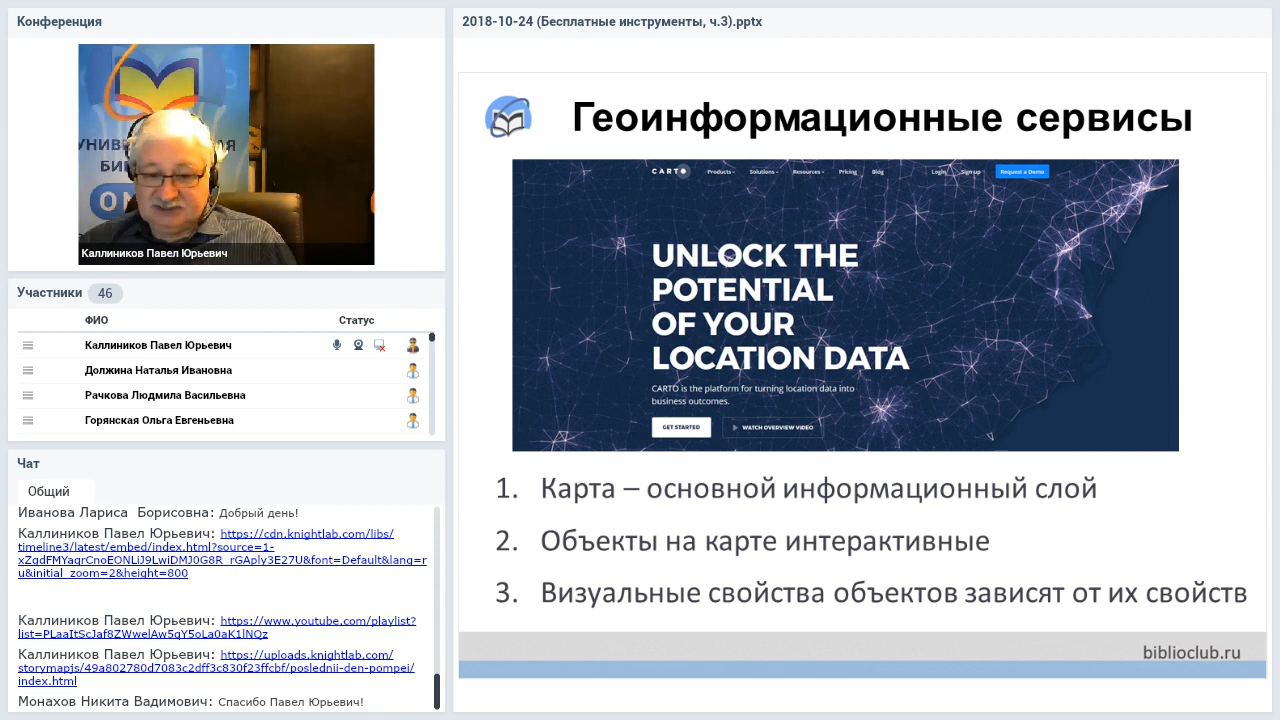 Конференция
УНИВЕ
АЯ
БИ
ON
Каллиников Павел Юрьевич
Участники 46
ФИО Статус
Каллиников Павел Юрьевич
Должина Наталья Ивановна
Рачкова Людмила Васильевна
Горянская Ольга Евгеньевна
Чат
Общий
Иванова Лариса Борисовна: Добрый день!
Каллиников Павел Юрьевич: https://cdn.knightlab.com/libs/
timeline3/latest/embed/index.html?source=1-
xZgdFMYaqrCnoEONLiJ9LwiDMJ0G8R_rGAply3E27U&font=Default&lang=r
u&initial_zoom=2&height=800
Каллиников Павел Юрьевич: https://www.youtube.com/playlist?
list=PLaaItScJaf8ZWwelAw5qY5oLa0aK1lNQz
Каллиников Павел Юрьевич: https://uploads.knightlab.com/
storymapjs/49a802780d7083c2dff3c830f23ffcbf/poslednii-den-pompei/
index.html
Монахов Никита Вадимович: Спасибо Павел Юрьевич!
2018-10-24 (Бесплатные инструменты, ч.3).pptx
Геоинформационные сервисы
CARTO Products Solutions Resources Pricing Blog Login Signup Request a Demo
UNLOCK THE
POTENTIAL
OF YOUR
LOCATION DATA
CARTO is the platform for turning location data into
business outcomes.
GET STARTED WATCH OVERVIEW VIDEO
1. Карта – основной информационный слой
2. Объекты на карте интерактивные
3. Визуальные свойства объектов зависят от их свойств
biblioclub.ru